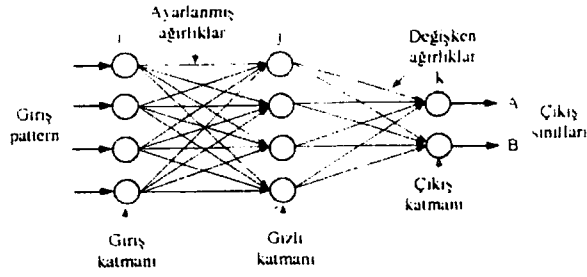 Ayarlanmış
ağırlıklar
i
j
Değişken
ağırlıklar
k
Giriş
pattern
A
B
Çıkış
sınıfları
Giriş
katmanı
Gizli
katmanı
Çıkış
katmanı